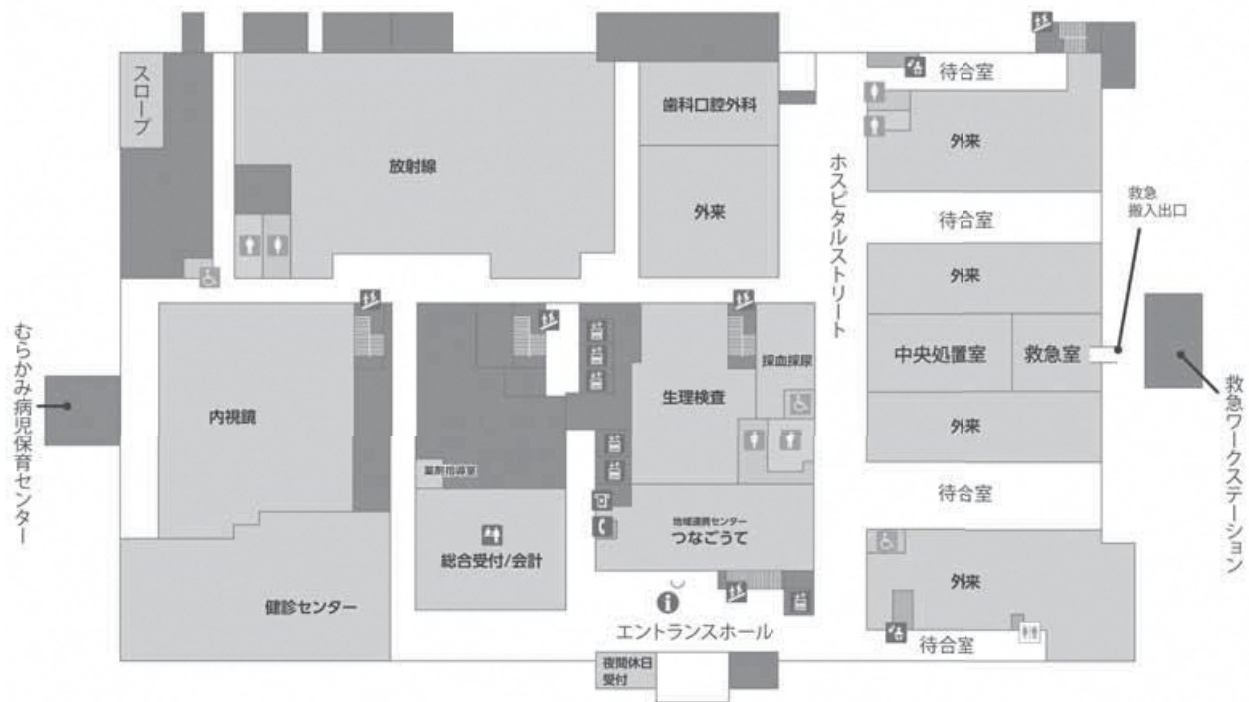 スロープ
放射線
歯科口腔外科
外来
ホスピタルストリート
待合室
外来
待合室
外来
中央処置室
救急室
外来
待合室
外来
待合室
救急
搬入出口
救急ワークステーション
むらかみ病児保育センター
内視鏡
健診センター
薬剤指導室
総合受付/会計
生理検査
採血採尿
地域連携センター
つなごうて
エントランスホール
夜間休日
受付